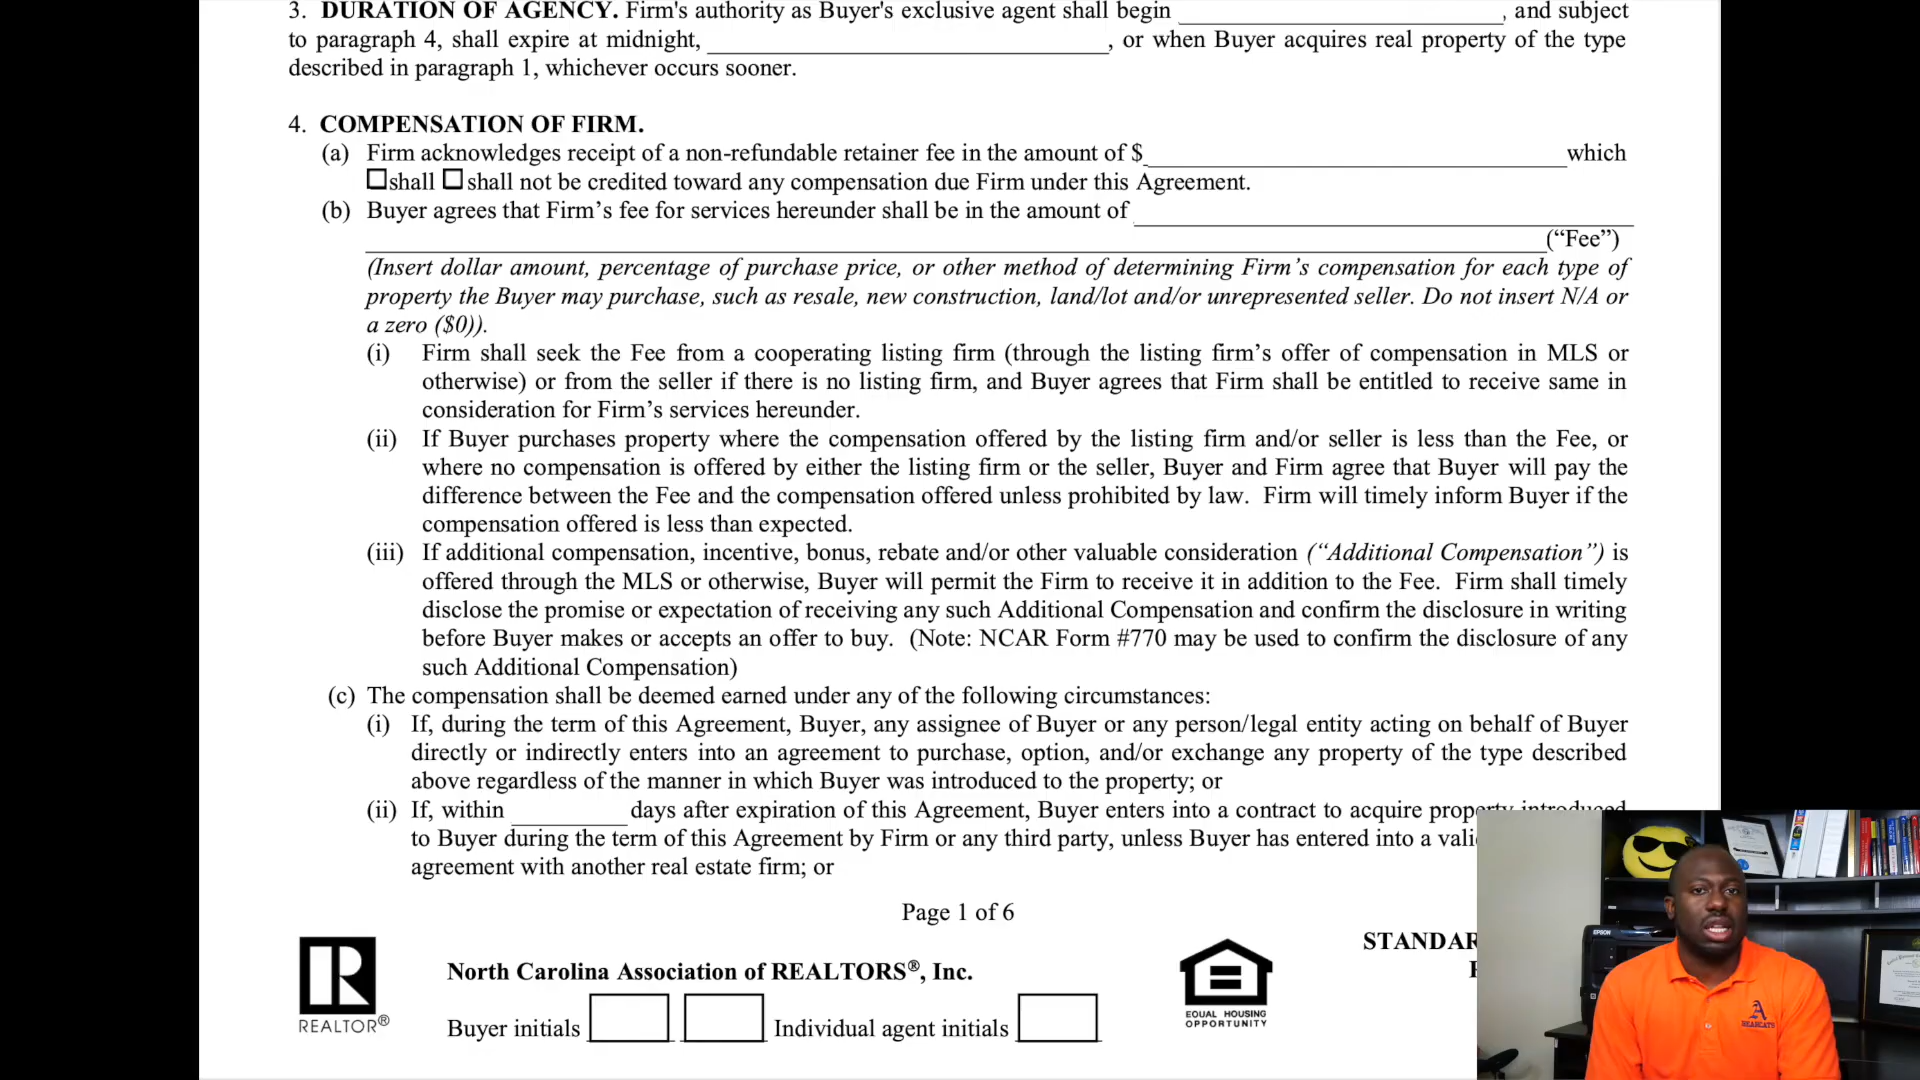 3. DURATION OF AGENCY. Firm's authority as Buyer's exclusive agent shall begin ____________, and subject
to paragraph 4, shall expire at midnight, ____________, or when Buyer acquires real property of the type
described in paragraph 1, whichever occurs sooner.
4. COMPENSATION OF FIRM.
(a) Firm acknowledges receipt of a non-refundable retainer fee in the amount of $____________which
☐shall ☐ shall not be credited toward any compensation due Firm under this Agreement.
(b) Buyer agrees that Firm’s fee for services hereunder shall be in the amount of ____________
____________(“Fee”)
(Insert dollar amount, percentage of purchase price, or other method of determining Firm’s compensation for each type of
property the Buyer may purchase, such as resale, new construction, land/lot and/or unrepresented seller. Do not insert N/A or
a zero ($0)).
(i) Firm shall seek the Fee from a cooperating listing firm (through the listing firm’s offer of compensation in MLS or
otherwise) or from the seller if there is no listing firm, and Buyer agrees that Firm shall be entitled to receive same in
consideration for Firm’s services hereunder.
(ii) If Buyer purchases property where the compensation offered by the listing firm and/or seller is less than the Fee, or
where no compensation is offered by either the listing firm or the seller, Buyer and Firm agree that Buyer will pay the
difference between the Fee and the compensation offered unless prohibited by law. Firm will timely inform Buyer if the
compensation offered is less than expected.
(iii) If additional compensation, incentive, bonus, rebate and/or other valuable consideration (“Additional Compensation”) is
offered through the MLS or otherwise, Buyer will permit the Firm to receive it in addition to the Fee. Firm shall timely
disclose the promise or expectation of receiving any such Additional Compensation and confirm the disclosure in writing
before Buyer makes or accepts an offer to buy. (Note: NCAR Form #770 may be used to confirm the disclosure of any
such Additional Compensation)
(c) The compensation shall be deemed earned under any of the following circumstances:
(i) If, during the term of this Agreement, Buyer, any assignee of Buyer or any person/legal entity acting on behalf of Buyer
directly or indirectly enters into an agreement to purchase, option, and/or exchange any property of the type described
above regardless of the manner in which Buyer was introduced to the property; or
(ii) If, within ________ days after expiration of this Agreement, Buyer enters into a contract to acquire property introduced
to Buyer during the term of this Agreement by Firm or any third party, unless Buyer has entered into a vali
agreement with another real estate firm; or
Page 1 of 6
REALTOR®
North Carolina Association of REALTORS®, Inc.
Buyer initials
Individual agent initials
EQUAL HOUSING
OPPORTUNITY
STANDAR
EPSON
A
BEARCATS